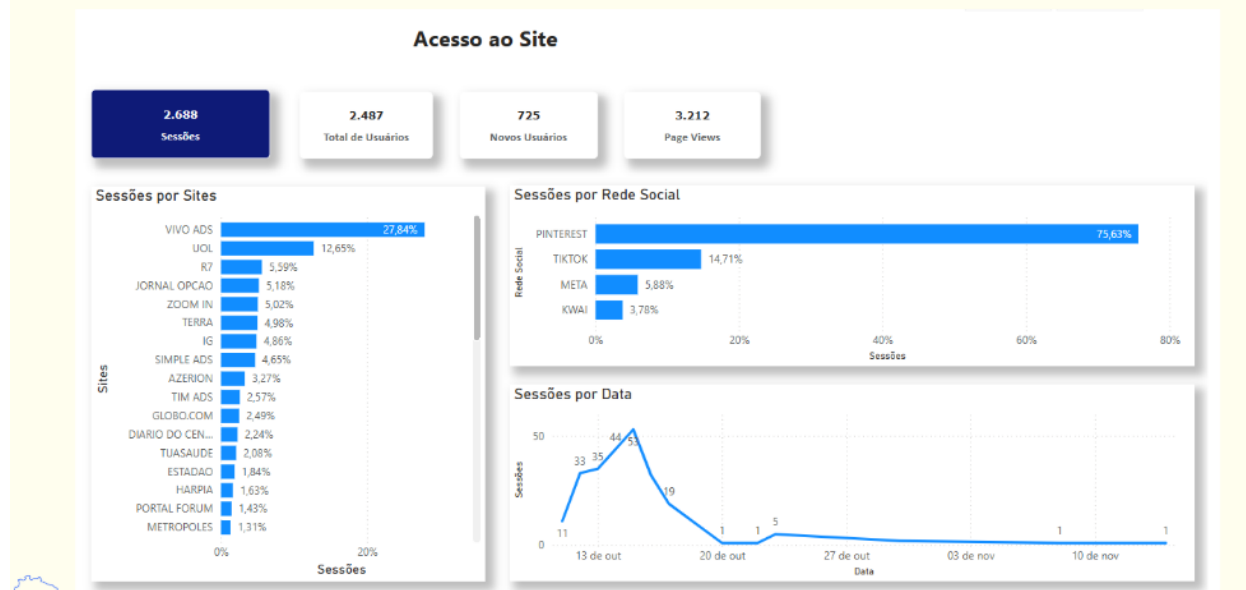 Acesso ao Site
2.688
Sessões
2.487
Total de Usuários
725
Novos Usuários
3.212
Page Views
Sessões por Sites
Sites
VIVO ADS 27,84%
UOL 12,65%
R7 5,59%
JORNAL OPCAO 5,18%
ZOOM IN 5,02%
TERRA 4,98%
IG 4,86%
SIMPLE ADS 4,65%
AZERION 3,27%
TIM ADS 2,57%
GLOBO.COM 2,49%
DIARIO DO CEN... 2,24%
TUASAUDE 2,08%
ESTADAO 1,84%
HARPIA 1,63%
PORTAL FORUM 1,43%
METROPOLES 1,31%
0% 20%
Sessões
Sessões por Rede Social
Rede Social
PINTEREST 75,63%
TIKTOK 14,71%
META 5,88%
KWAI 3,78%
0% 20% 40% 60% 80%
Sessões
Sessões por Data
Sessões
50
0
11 33 35 44 53 19 1 1 5 1 1
13 de out 20 de out 27 de out 03 de nov 10 de nov
Data